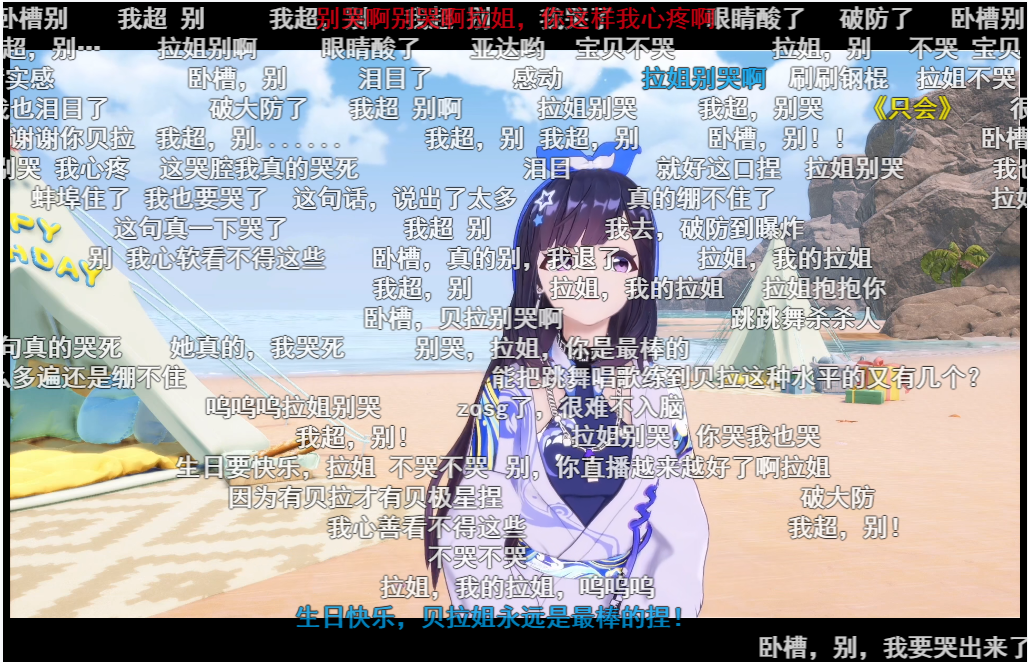 卧槽别 我超 别 我超 别 我超 别 我超 别 眼睛酸了 破防了 卧槽别
别哭啊别哭啊拉姐，你这样我心疼啊
超，别… 拉姐别啊 眼睛酸了 亚达哟 宝贝不哭 拉姐，别 不哭 宝贝
实感 卧槽，别 泪目了 感动 拉姐别哭啊 刷刷钢棍 拉姐不哭
也泪目了 破大防了 我超 别啊 拉姐别哭 我超，别哭 《只会》 很
谢谢你贝拉 我超，别....... 我超，别 我超，别 卧槽，别！！ 卧槽
别哭 我心疼 这哭腔我真的哭死 泪目 就好这口捏 拉姐别哭 我也
蚌埠住了 我也要哭了 这句话，说出了太多 真的绷不住了 拉姐
这句真一下哭了 我超 别 我去，破防到曝炸
别 我心软看不得这些 卧槽，真的别，我退了 拉姐，我的拉姐
我超，别 拉姐，我的拉姐 拉姐抱抱你
卧槽，贝拉别哭啊 跳跳舞杀杀人
句真的哭死 她真的，我哭死 别哭，拉姐，你是最棒的
多遍还是绷不住 能把跳舞唱歌练到贝拉这种水平的又有几个？
呜呜呜拉姐别哭 zqsg了，很难不入脑
我超，别！ 拉姐别哭，你哭我也哭
生日要快乐，拉姐 不哭不哭 别，你直播越来越好了啊拉姐
因为有贝拉才有贝极星捏 破大防
我心善看不得这些 我超，别！
不哭不哭
拉姐，我的拉姐，呜呜呜
生日快乐，贝拉姐永远是最棒的捏！
卧槽，别，我要哭出来了
PY
HDAY